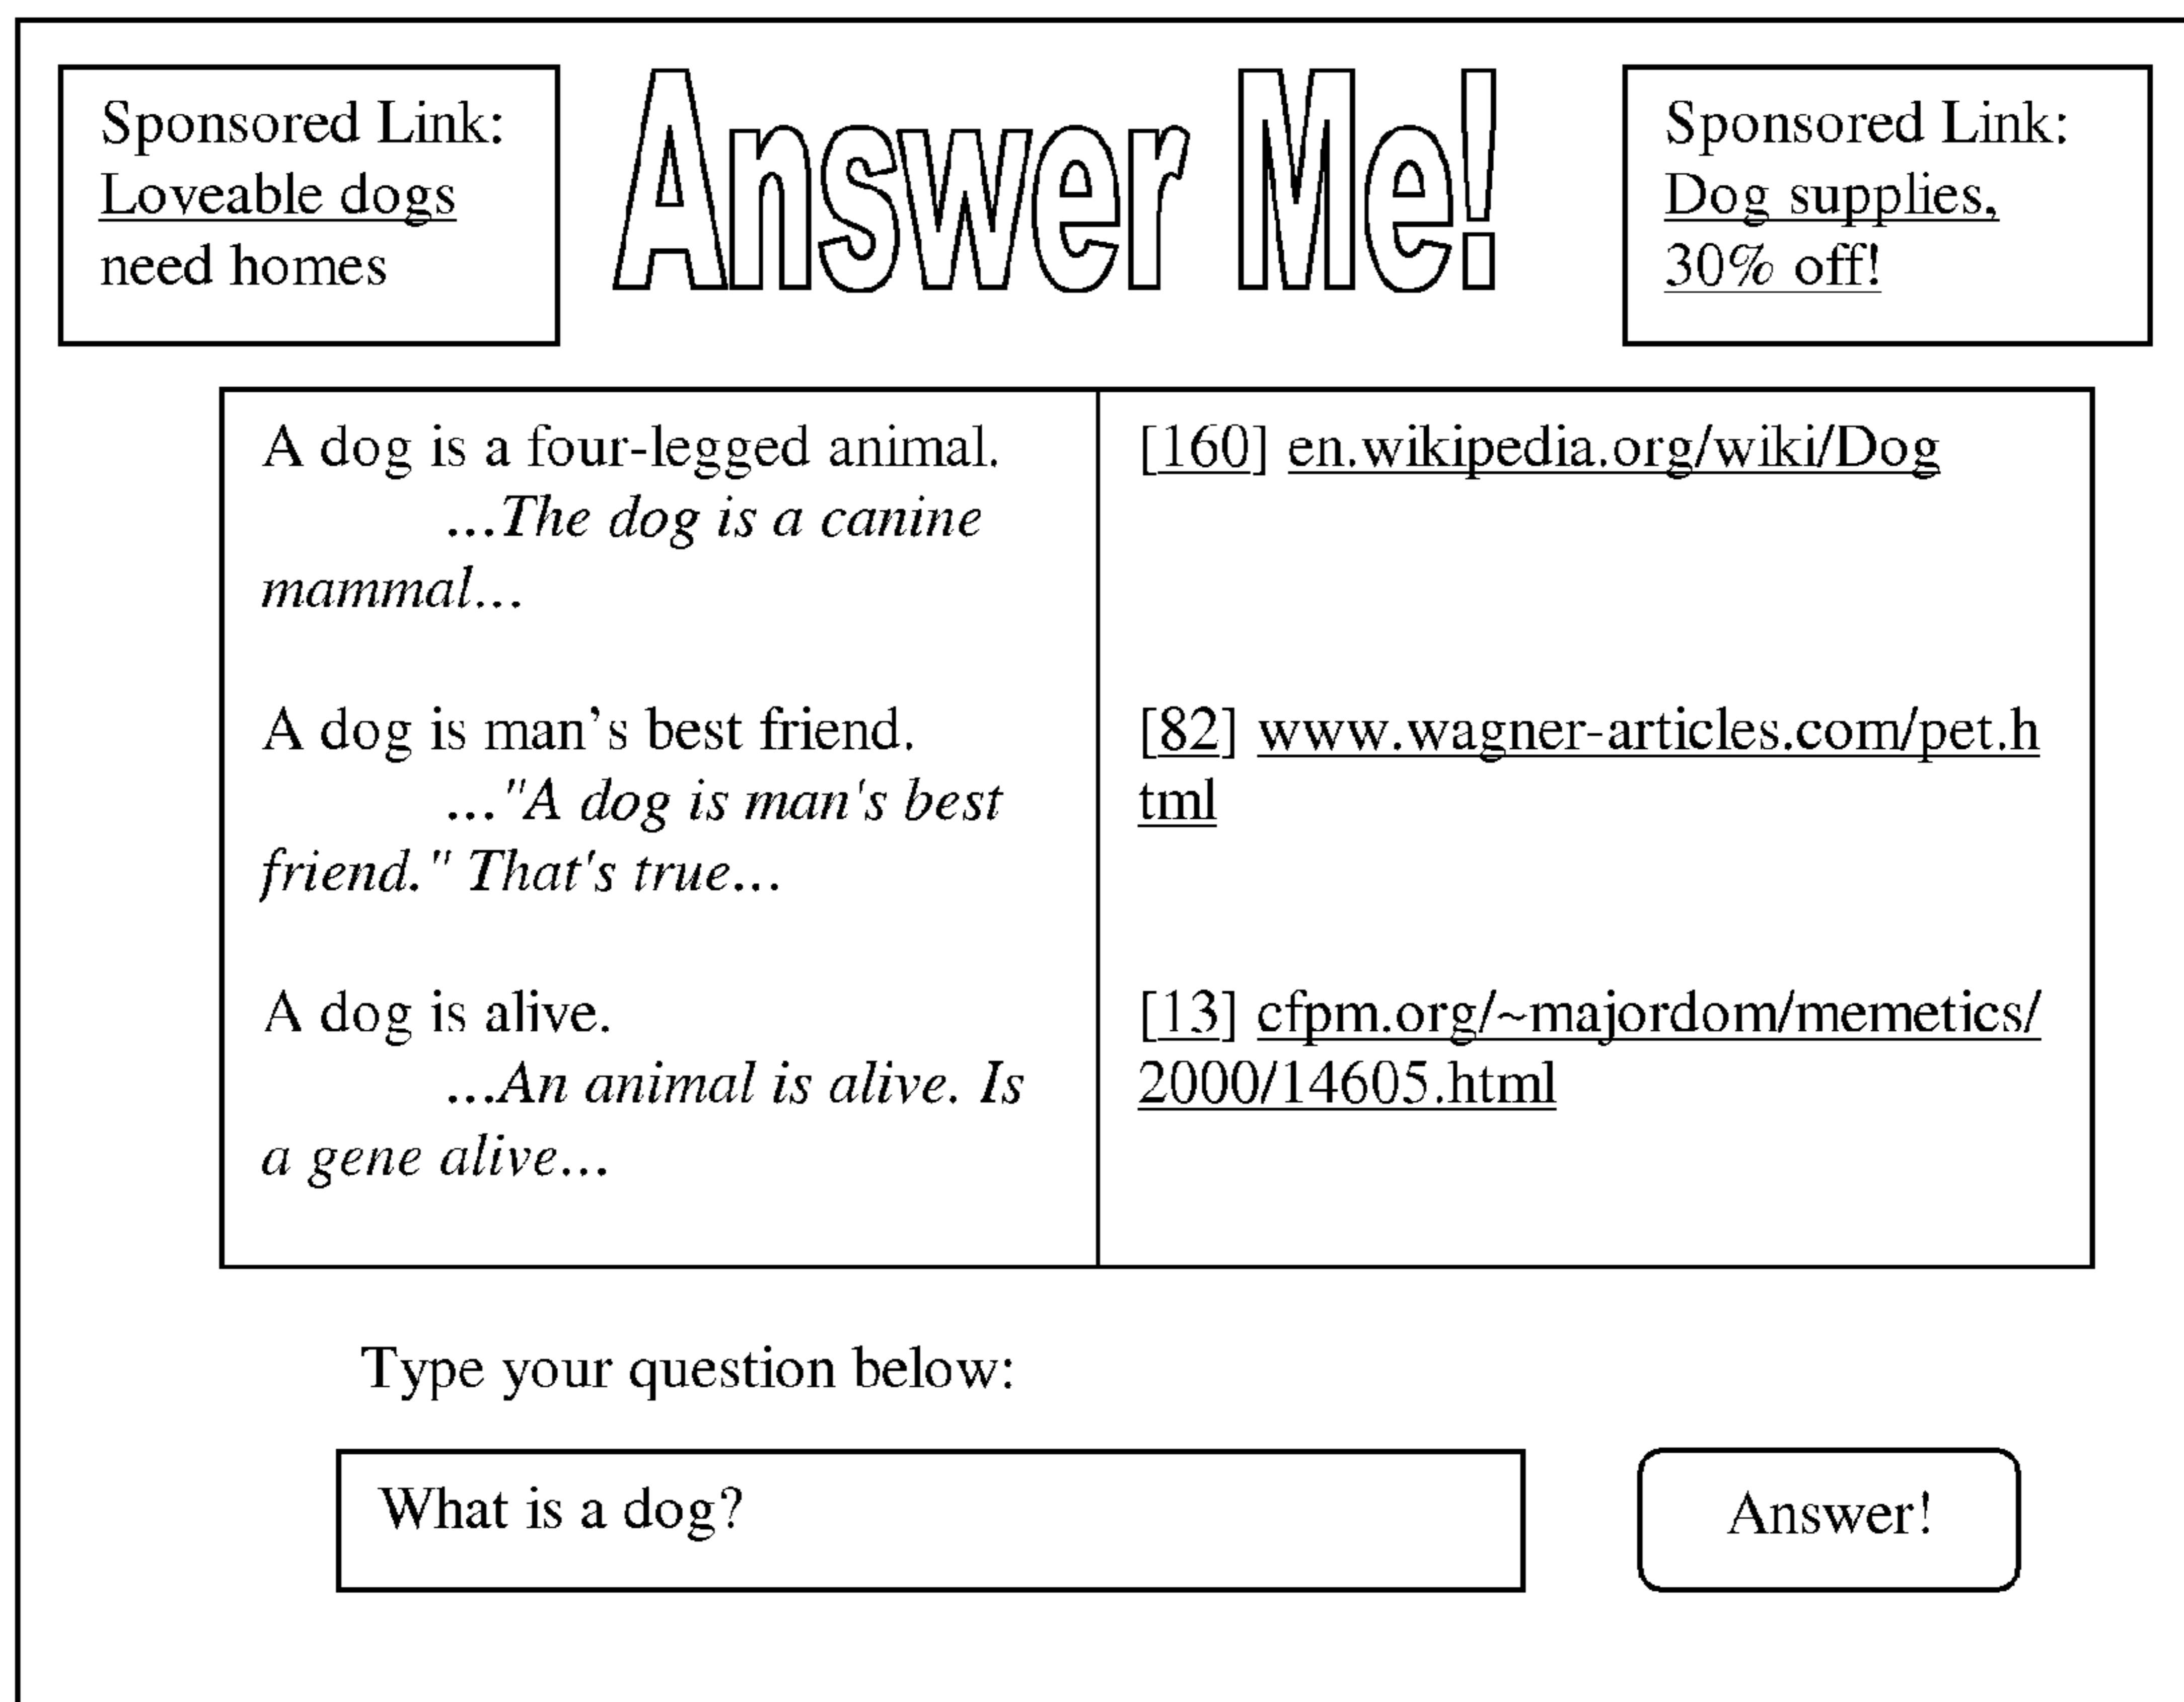 Sponsored Link:
Loveable dogs
need homes
Answer Me!
Sponsored Link:
Dog supplies,
30% off!
A dog is a four-legged animal.
...The dog is a canine
mammal...
[160] en.wikipedia.org/wiki/Dog
A dog is man’s best friend.
..."A dog is man's best
friend." That's true...
[82] www.wagner-articles.com/pet.h
tml
A dog is alive.
...An animal is alive. Is
a gene alive...
[13] cfpm.org/~majordom/memetics/
2000/14605.html
Type your question below:
What is a dog?
Answer!